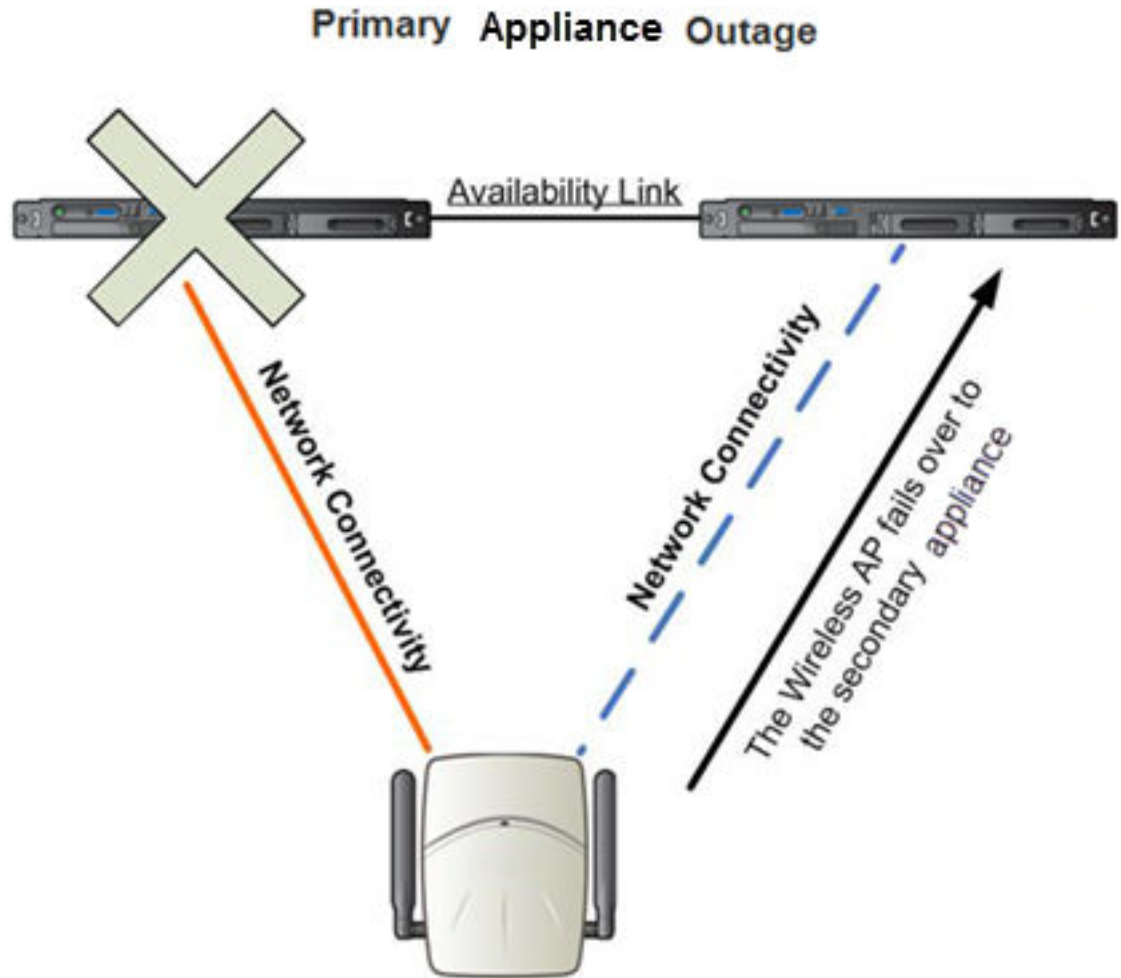 Primary Appliance Outage
Availability Link
Network Connectivity
Network Connectivity
The Wireless AP fails over to
the secondary appliance